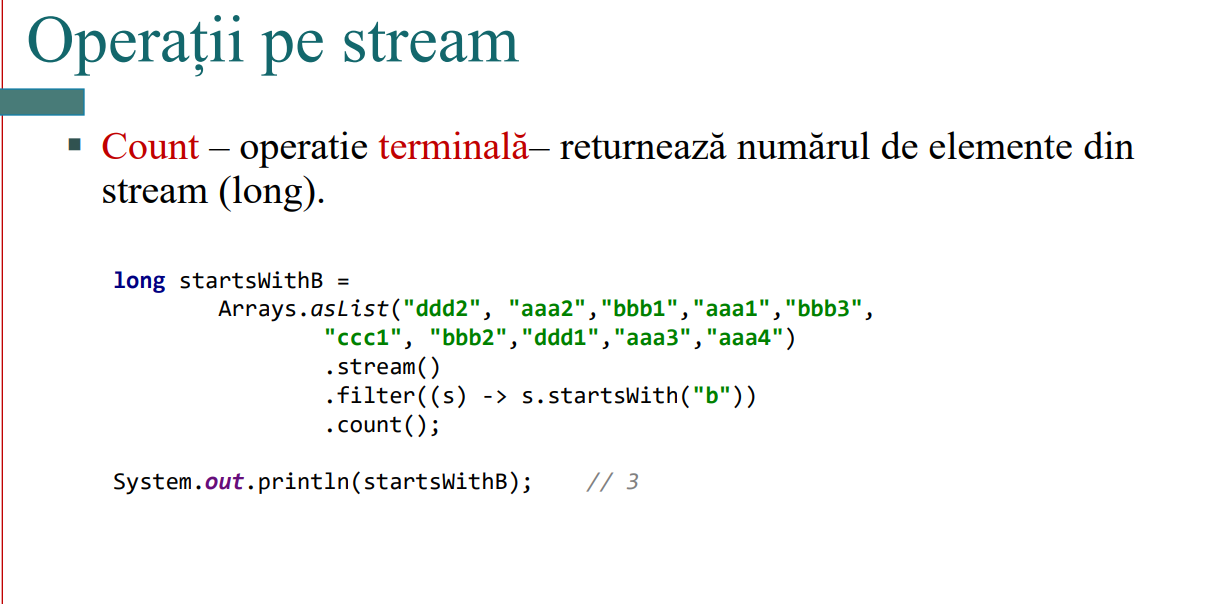 Operații pe stream
▪ Count – operatie terminală– returnează numărul de elemente din
stream (long).
long startsWithB =
Arrays.asList("ddd2", "aaa2","bbb1","aaa1","bbb3",
"ccc1", "bbb2","ddd1","aaa3","aaa4")
.stream()
.filter((s) -> s.startsWith("b"))
.count();
System.out.println(startsWithB); // 3